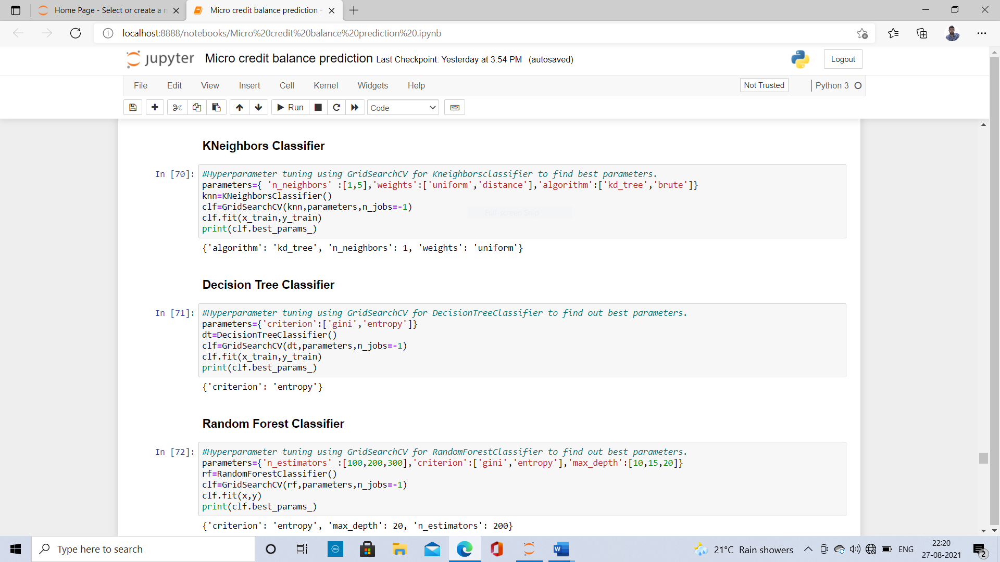 Home Page - Select or create a n
Micro credit balance prediction -
localhost:8888/notebooks/Micro%20credit%20balance%20prediction%20.ipynb
jupyter Micro credit balance prediction Last Checkpoint: Yesterday at 3:54 PM (autosaved)
Logout
File Edit View Insert Cell Kernel Widgets Help
Not Trusted
Python 3
Run
Code
KNeighbors Classifier
In [70]: #Hyperparameter tuning using GridSearchCV for Kneighborsclassifier to find best parameters.
parameters={ 'n_neighbors' :[1,5],'weights':['uniform','distance'],'algorithm':['kd_tree','brute']}
knn=KNeighborsClassifier()
clf=GridSearchCV(knn,parameters,n_jobs=-1)
Full-screen Snip
clf.fit(x_train,y_train)
print(clf.best_params_)
{'algorithm': 'kd_tree', 'n_neighbors': 1, 'weights': 'uniform'}
Decision Tree Classifier
In [71]: #Hyperparameter tuning using GridSearchCV for DecisionTreeClassifier to find out best parameters.
parameters={'criterion':['gini','entropy']}
dt=DecisionTreeClassifier()
clf=GridSearchCV(dt,parameters,n_jobs=-1)
clf.fit(x_train,y_train)
print(clf.best_params_)
{'criterion': 'entropy'}
Random Forest Classifier
In [72]: #Hyperparameter tuning using GridSearchCV for RandomForestClassifier to find out best parameters.
parameters={'n_estimators' :[100,200,300],'criterion':['gini','entropy'],'max_depth':[10,15,20]}
rf=RandomForestClassifier()
clf=GridSearchCV(rf,parameters,n_jobs=-1)
clf.fit(x,y)
print(clf.best_params_)
{'criterion': 'entropy', 'max_depth': 20, 'n_estimators': 200}
Type here to search
DELL
W
21°C Rain showers
ENG
22:20
27-08-2021
2